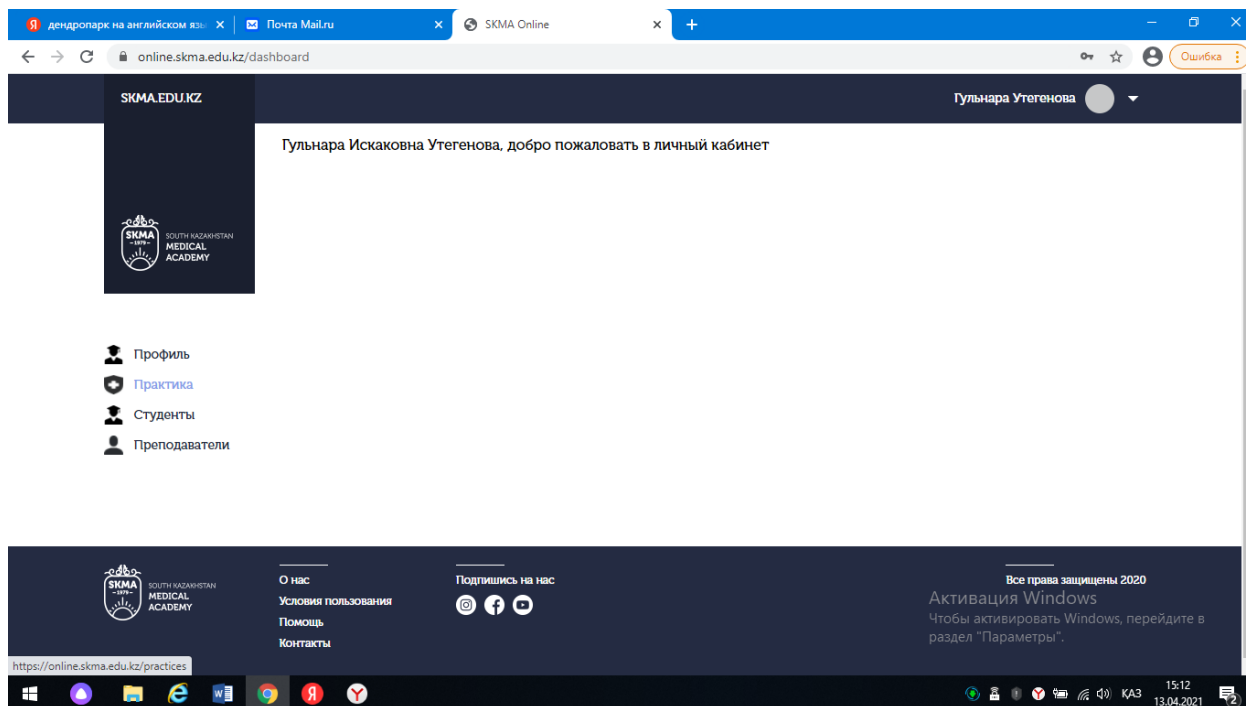 дендропарк на английском язы
Почта Mail.ru
SKMA Online
online.skma.edu.kz/dashboard
Ошибка
SKMA.EDU.KZ
Гульнара Утегенова
Гульнара Искаковна Утегенова, добро пожаловать в личный кабинет
SKMA
-1979-
SOUTH KAZAKHSTAN
MEDICAL
ACADEMY
Профиль
Практика
Студенты
Преподаватели
SKMA
-1979-
SOUTH KAZAKHSTAN
MEDICAL
ACADEMY
О нас
Условия пользования
Помощь
Контакты
Подпишись на нас
Все права защищены 2020
Активация Windows
Чтобы активировать Windows, перейдите в
раздел "Параметры".
https://online.skma.edu.kz/practices
ҚАЗ
15:12
13.04.2021
2